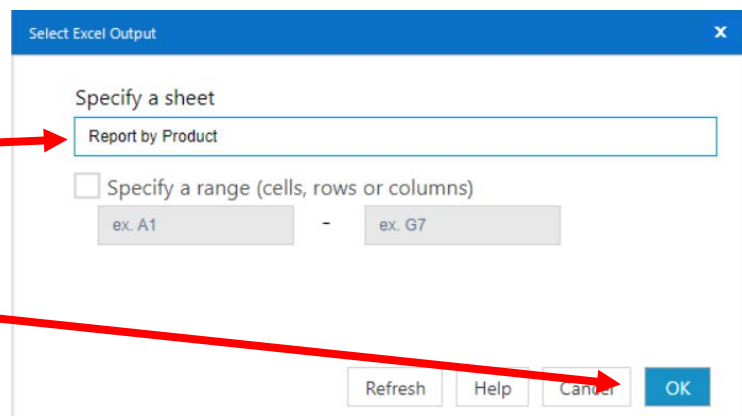 Select Excel Output x
Specify a sheet
Report by Product
Specify a range (cells, rows or columns)
ex. A1 - ex. G7
Refresh Help Cancel OK